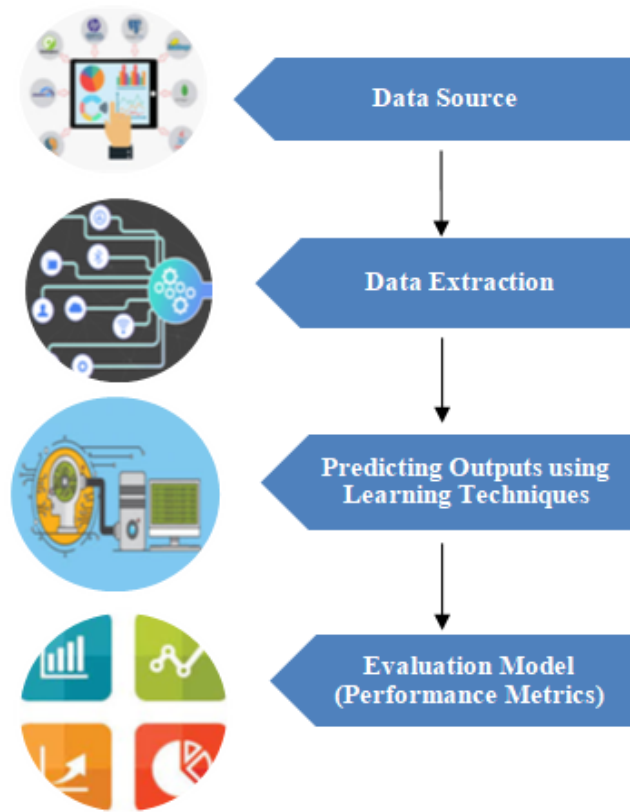 Data Source
Data Extraction
Predicting Outputs using
Learning Techniques
Evaluation Model
(Performance Metrics)